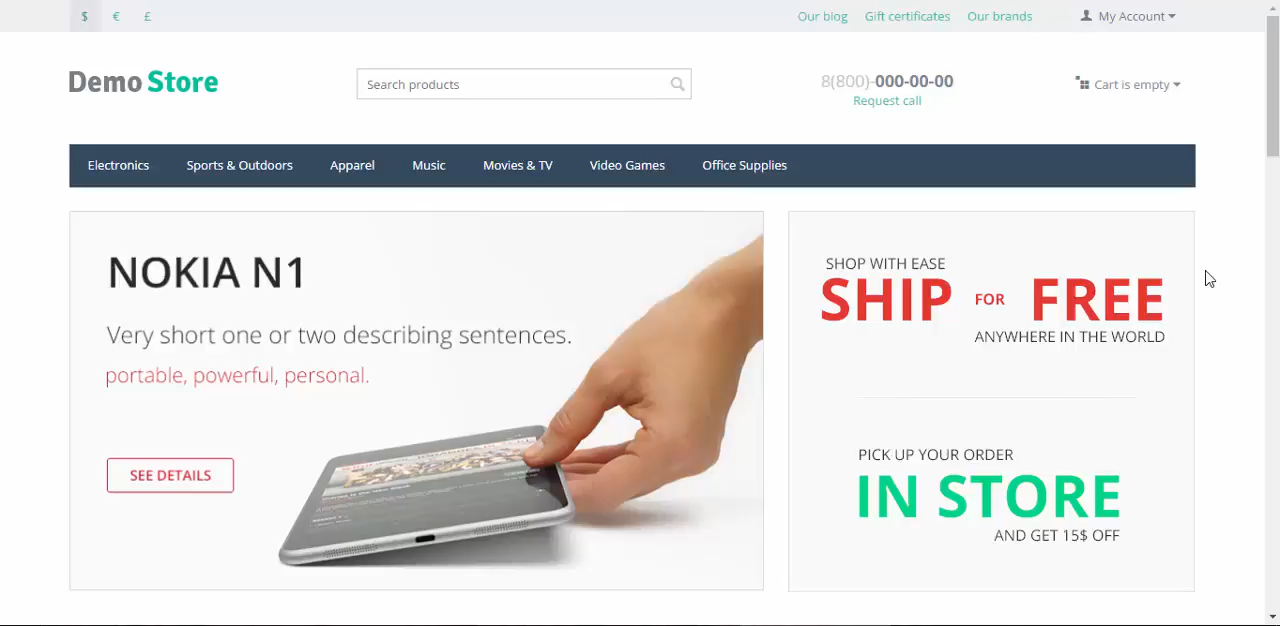 $ € £ Our blog Gift certificates Our brands My Account
Demo Store Search products 8(800)-000-00-00 Cart is empty
Request call
Electronics Sports & Outdoors Apparel Music Movies & TV Video Games Office Supplies
NOKIA N1
Very short one or two describing sentences.
portable, powerful, personal.
SEE DETAILS
SHOP WITH EASE
SHIP FOR FREE
ANYWHERE IN THE WORLD
PICK UP YOUR ORDER
IN STORE
AND GET 15$ OFF